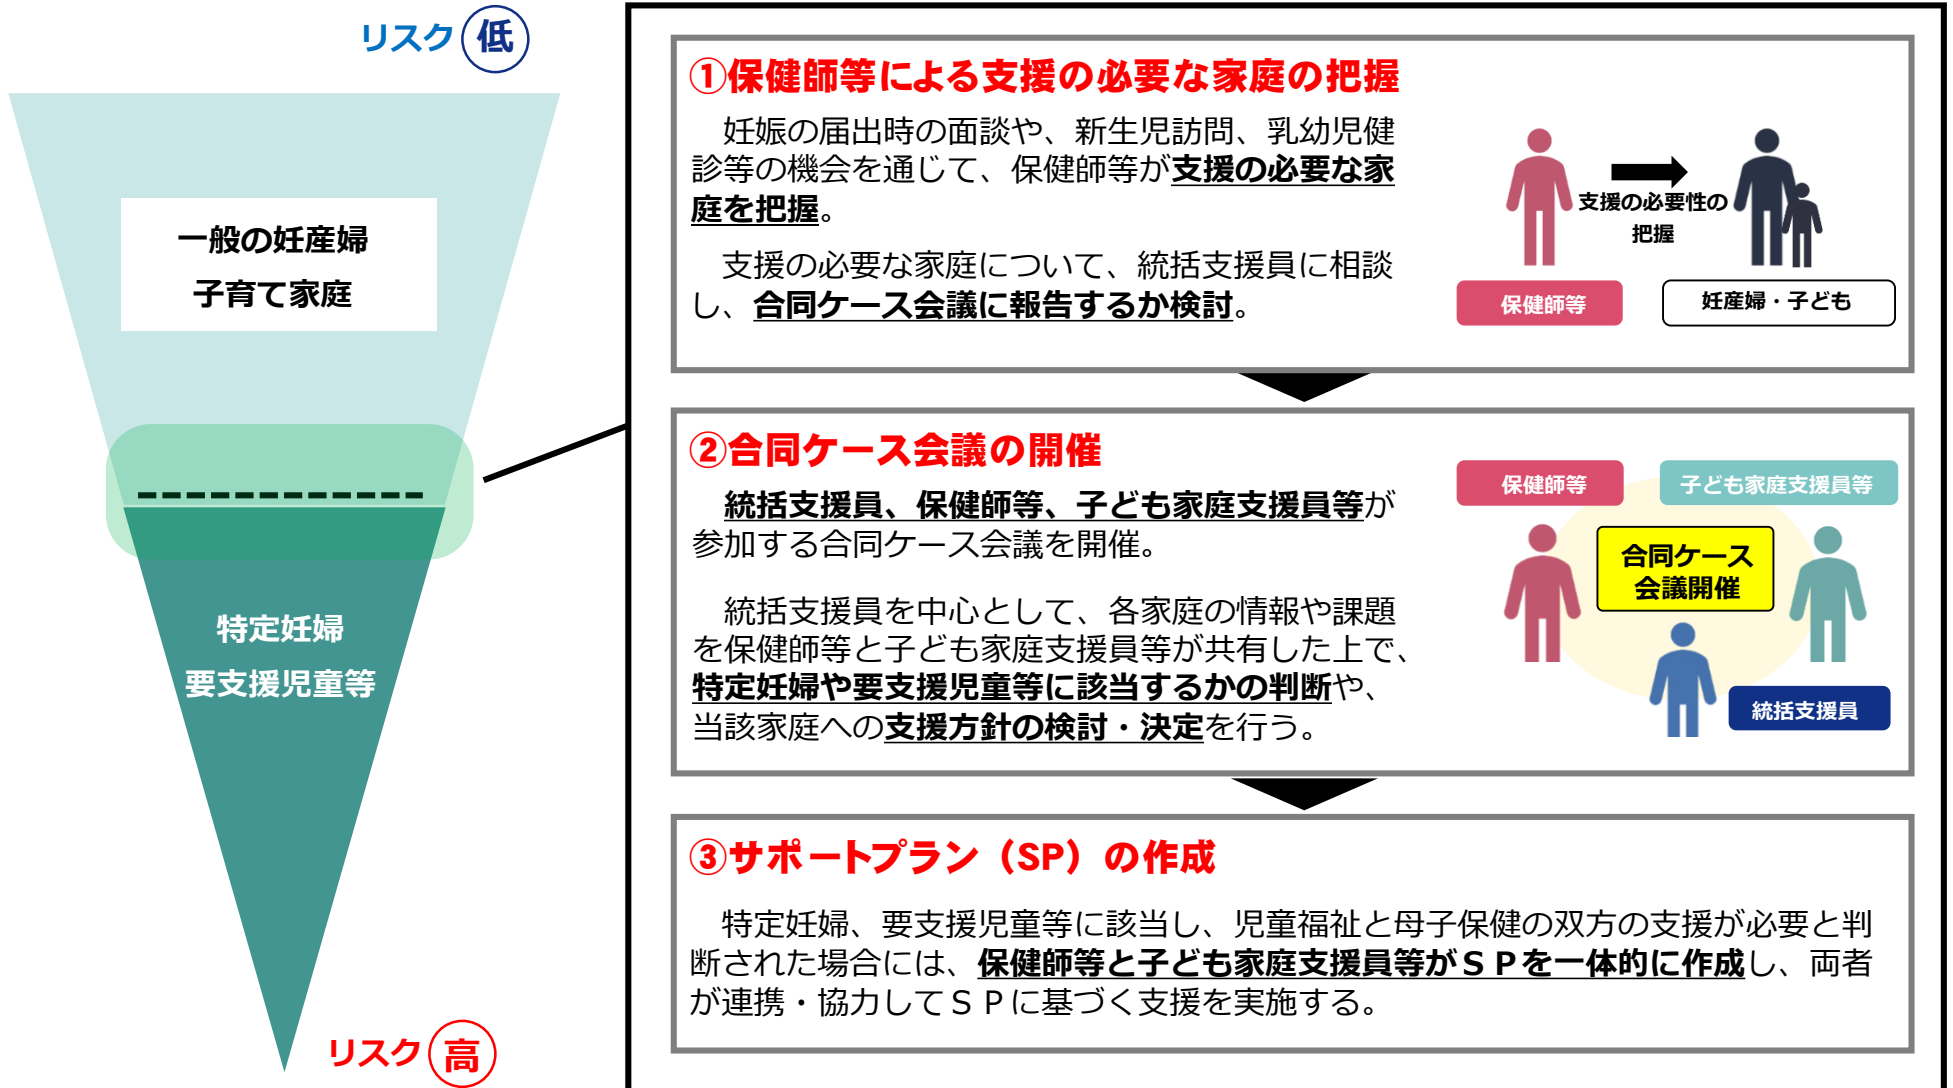 リスク低
一般の妊産婦
子育て家庭
特定妊婦
要支援児童等
リスク高
①保健師等による支援の必要な家庭の把握
妊娠の届出時の面談や、新生児訪問、乳幼児健
診等の機会を通じて、保健師等が支援の必要な家
庭を把握。
支援の必要な家庭について、統括支援員に相談
し、合同ケース会議に報告するか検討。
支援の必要性の
把握
保健師等
妊産婦・子ども
②合同ケース会議の開催
統括支援員、保健師等、子ども家庭支援員等が
参加する合同ケース会議を開催。
統括支援員を中心として、各家庭の情報や課題
を保健師等と子ども家庭支援員等が共有した上で、
特定妊婦や要支援児童等に該当するかの判断や、
当該家庭への支援方針の検討・決定を行う。
保健師等
子ども家庭支援員等
合同ケース
会議開催
統括支援員
③サポートプラン（SP）の作成
特定妊婦、要支援児童等に該当し、児童福祉と母子保健の双方の支援が必要と判
断された場合には、保健師等と子ども家庭支援員等がＳＰを一体的に作成し、両者
が連携・協力してＳＰに基づく支援を実施する。